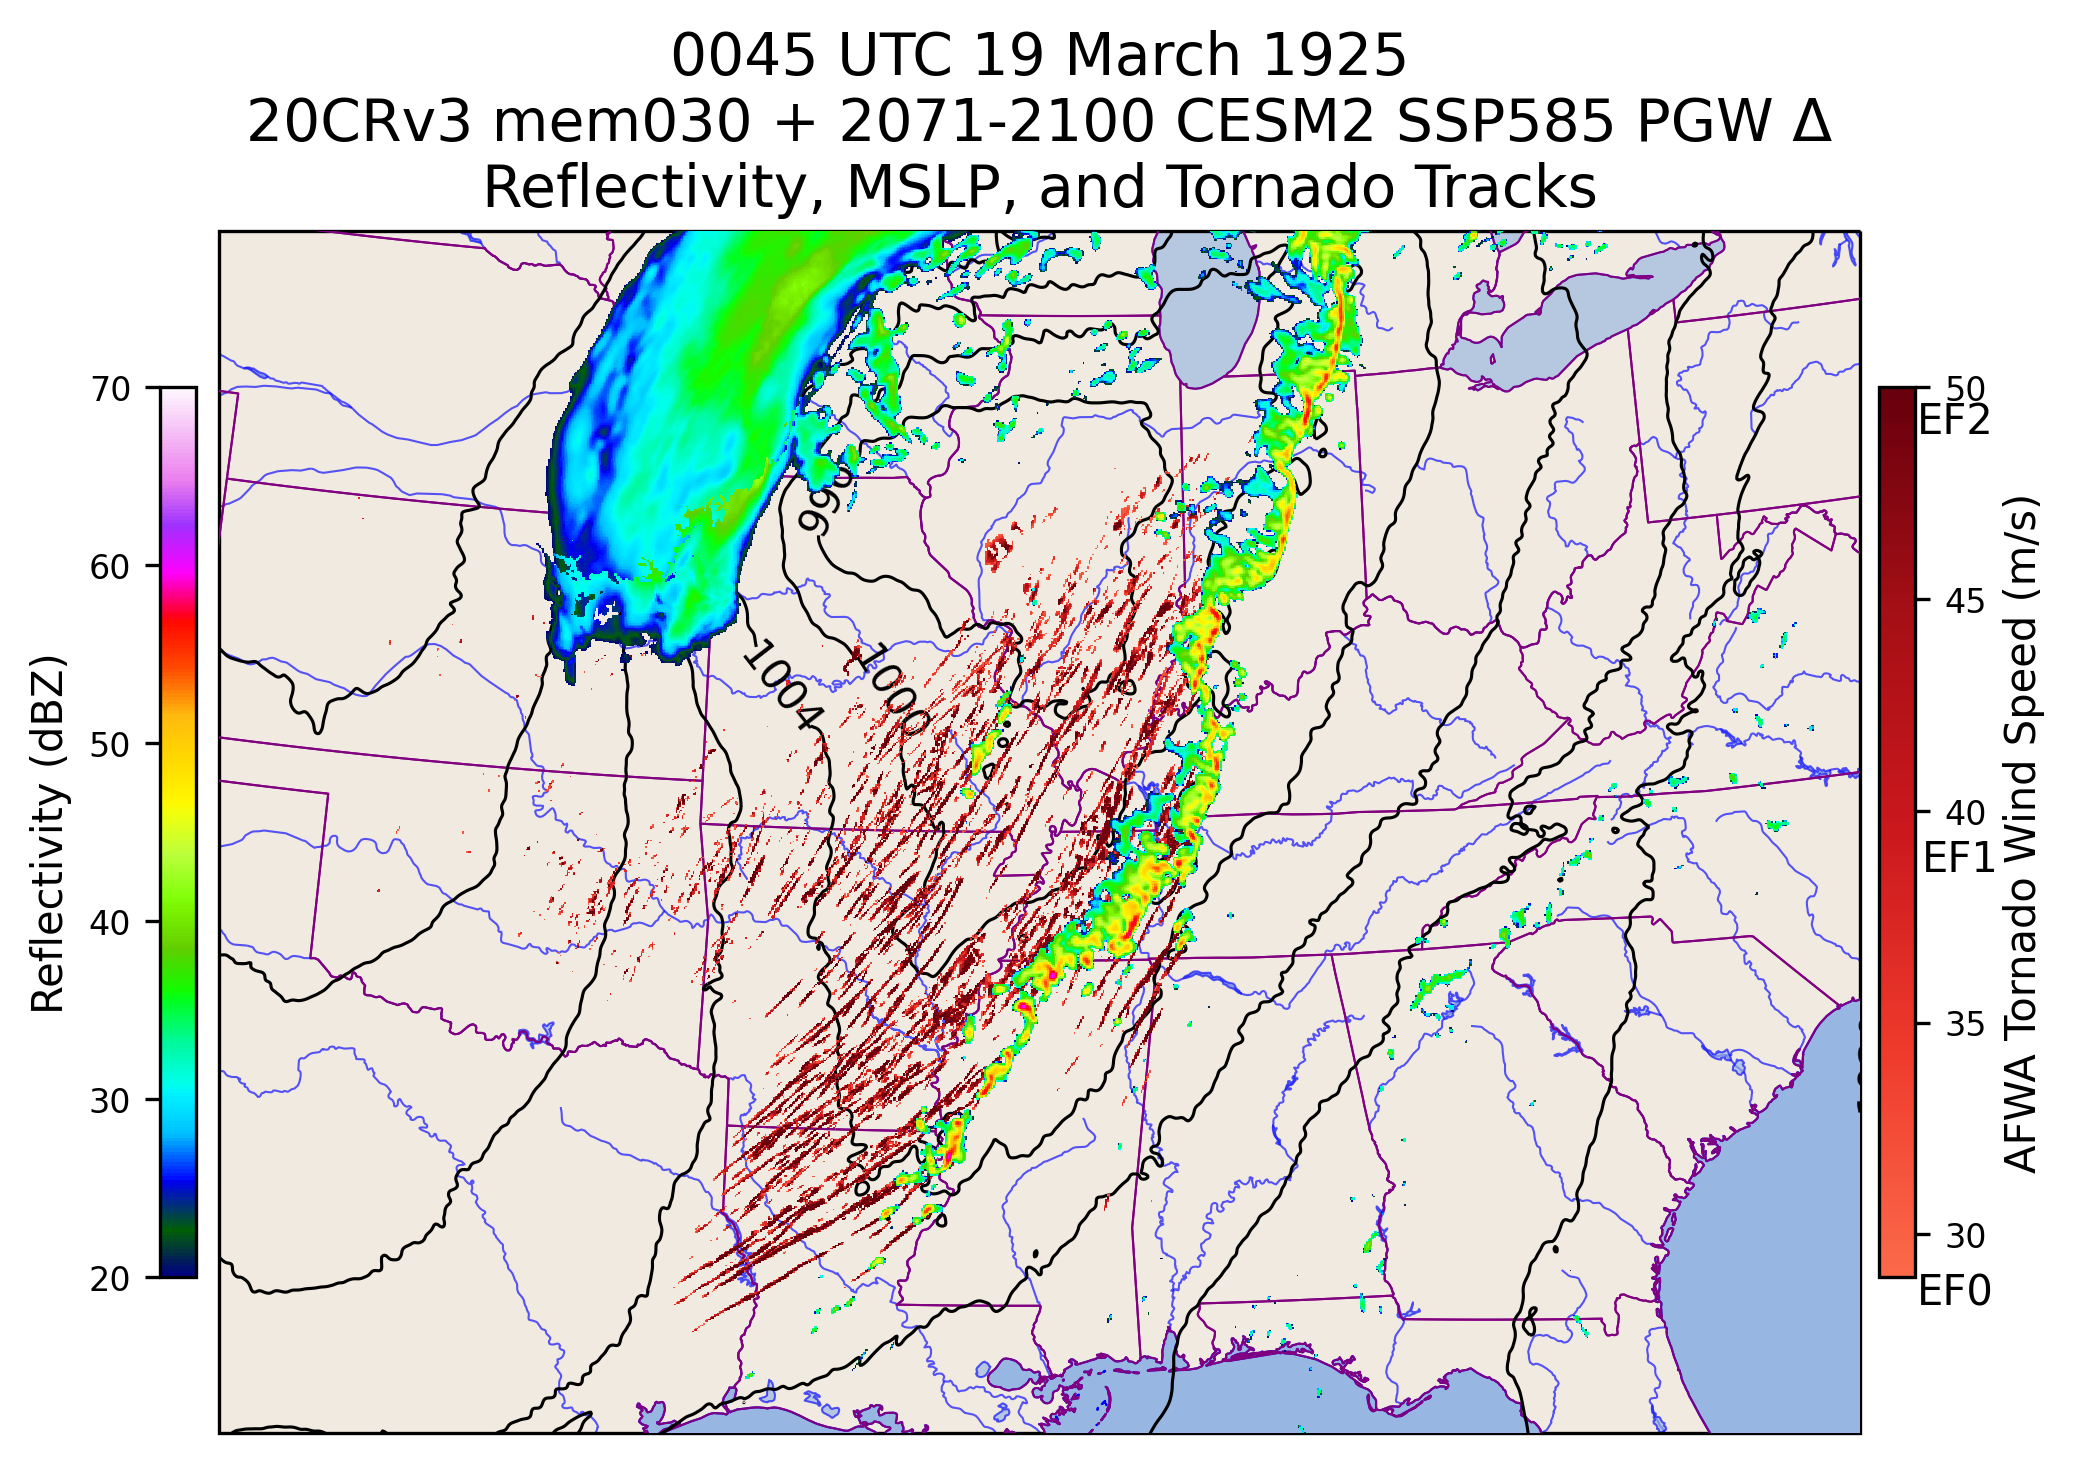 0045 UTC 19 March 1925
20CRv3 mem030 + 2071-2100 CESM2 SSP585 PGW Δ
Reflectivity, MSLP, and Tornado Tracks
70
60
50
40
30
20
Reflectivity (dBZ)
996
1004
1000
50
EF2
45
40
EF1
35
30
EF0
AFWA Tornado Wind Speed (m/s)